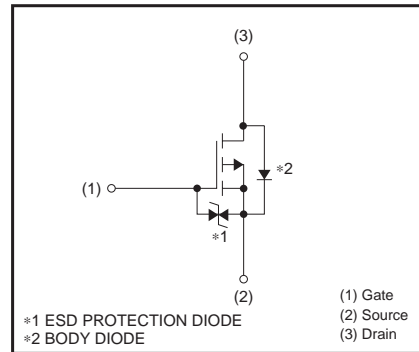 (3)
∗2
(1)
∗1
(2)
∗1 ESD PROTECTION DIODE
∗2 BODY DIODE
(1) Gate
(2) Source
(3) Drain